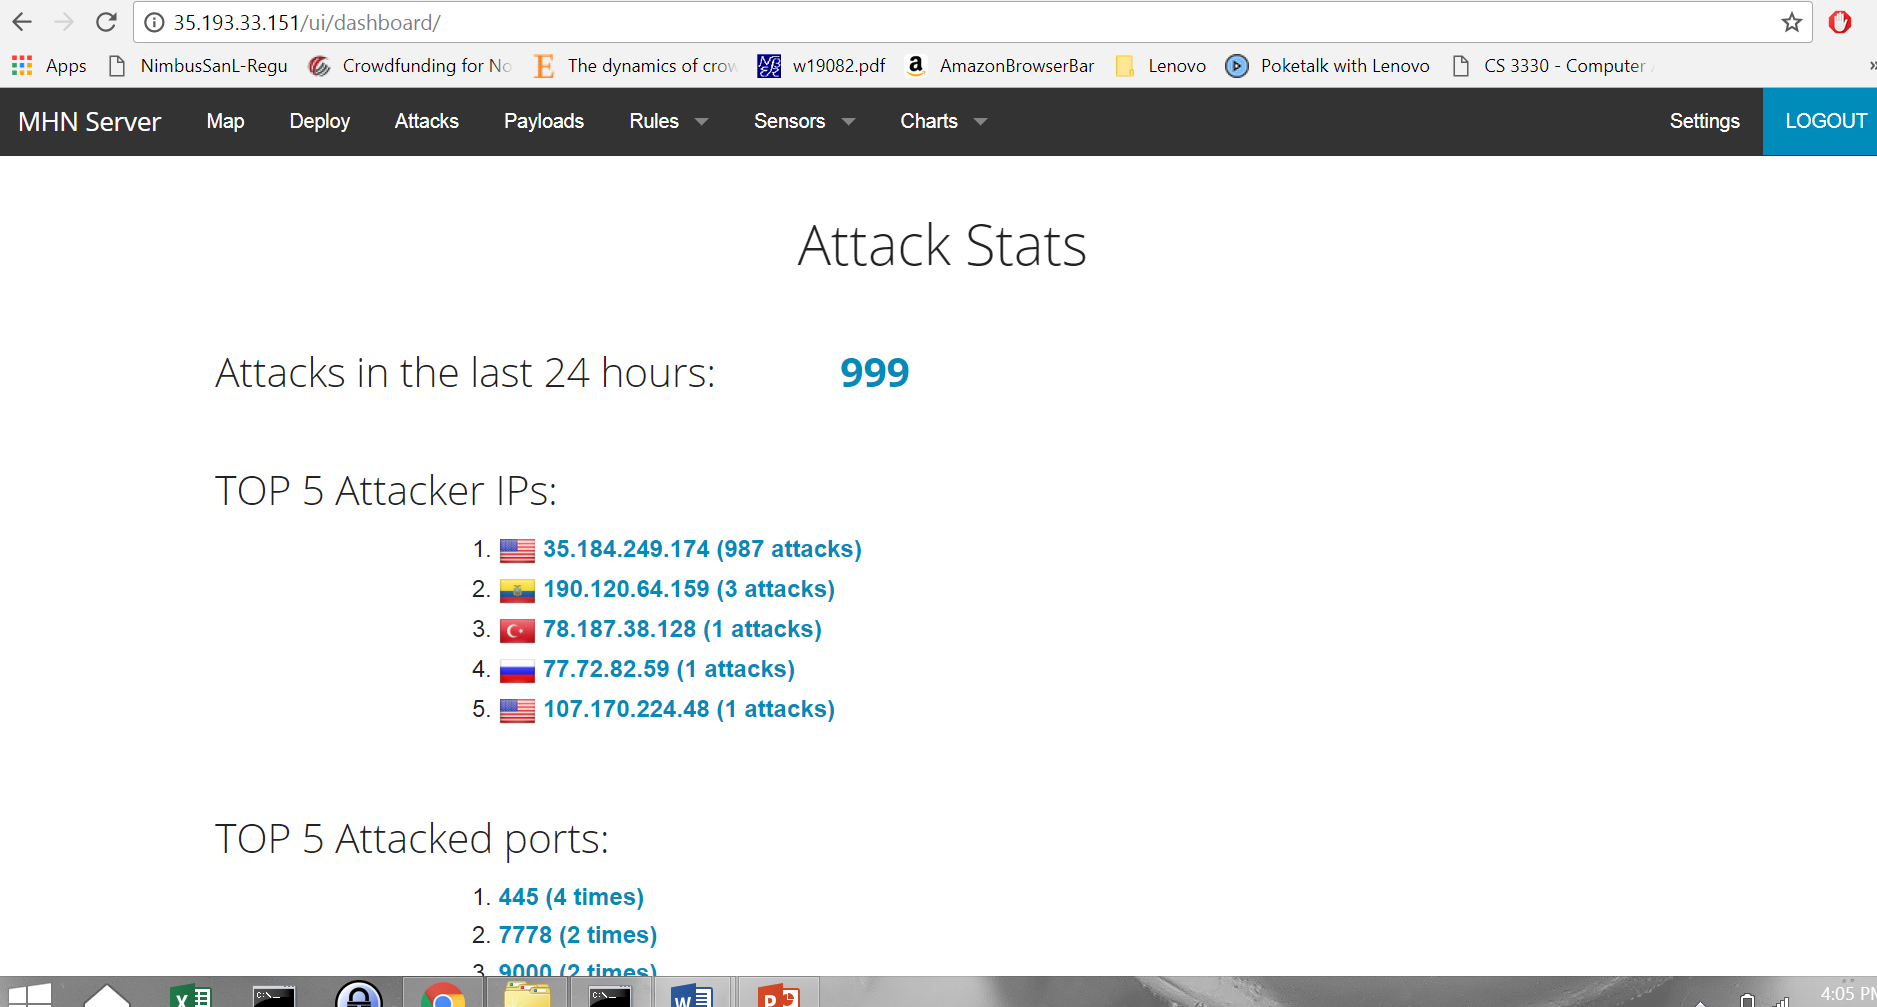 35.193.33.151/ui/dashboard/
Apps NimbusSanL-Regu Crowdfunding for No The dynamics of crow w19082.pdf AmazonBrowserBar Lenovo Poketalk with Lenovo CS 3330 - Computer
MHN Server Map Deploy Attacks Payloads Rules Sensors Charts Settings LOGOUT
Attack Stats
Attacks in the last 24 hours: 999
TOP 5 Attacker IPs:
1. 35.184.249.174 (987 attacks)
2. 190.120.64.159 (3 attacks)
3. 78.187.38.128 (1 attacks)
4. 77.72.82.59 (1 attacks)
5. 107.170.224.48 (1 attacks)
TOP 5 Attacked ports:
1. 445 (4 times)
2. 7778 (2 times)
3. 9000 (2 times)
4:05 PM